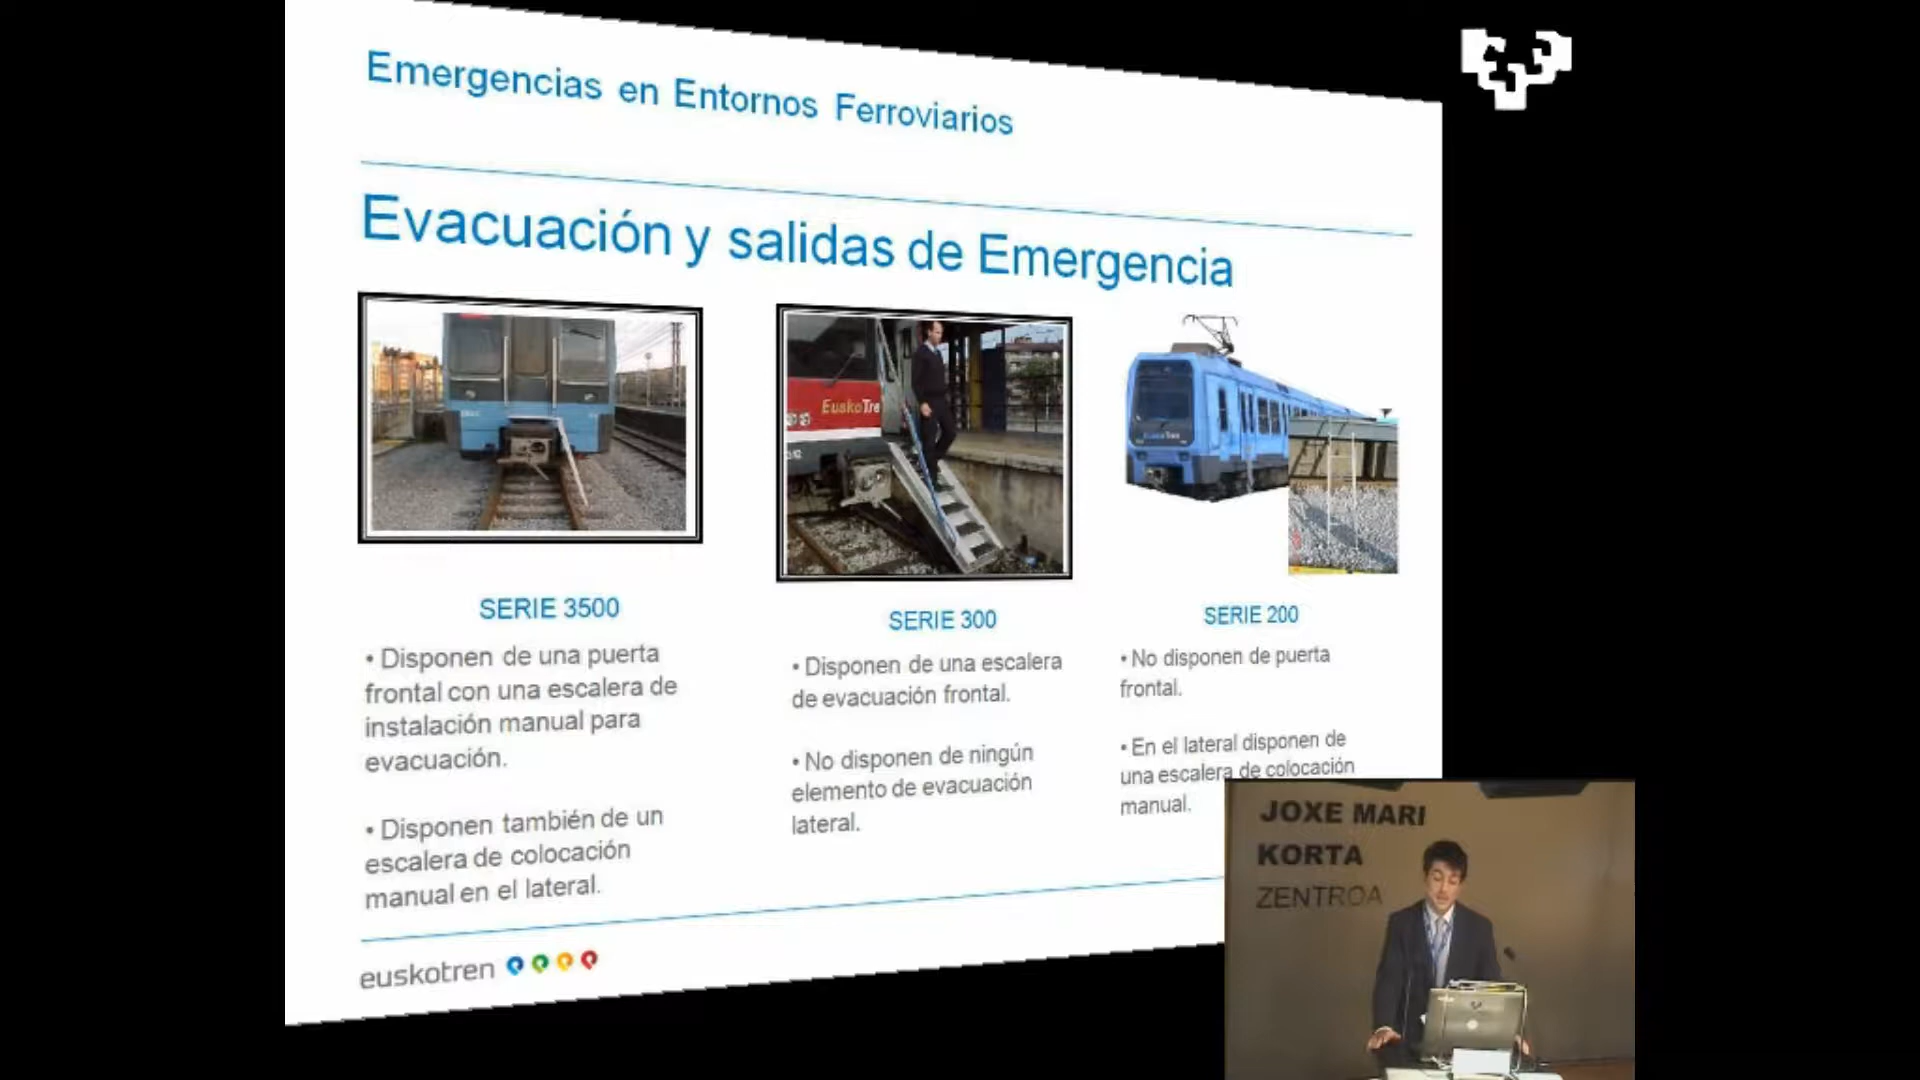 Emergencias en Entornos Ferroviarios
Evacuación y salidas de Emergencia
EuskoTre
SERIE 3500
• Disponen de una puerta
frontal con una escalera de
instalación manual para
evacuación.
• Disponen también de un
escalera de colocación
manual en el lateral.
SERIE 300
• Disponen de una escalera
de evacuación frontal.
• No disponen de ningún
elemento de evacuación
lateral.
SERIE 200
• No disponen de puerta
frontal.
• En el lateral disponen de
una escalera de colocación
manual.
euskotren
JOXE MARI
KORTA
ZENTROA